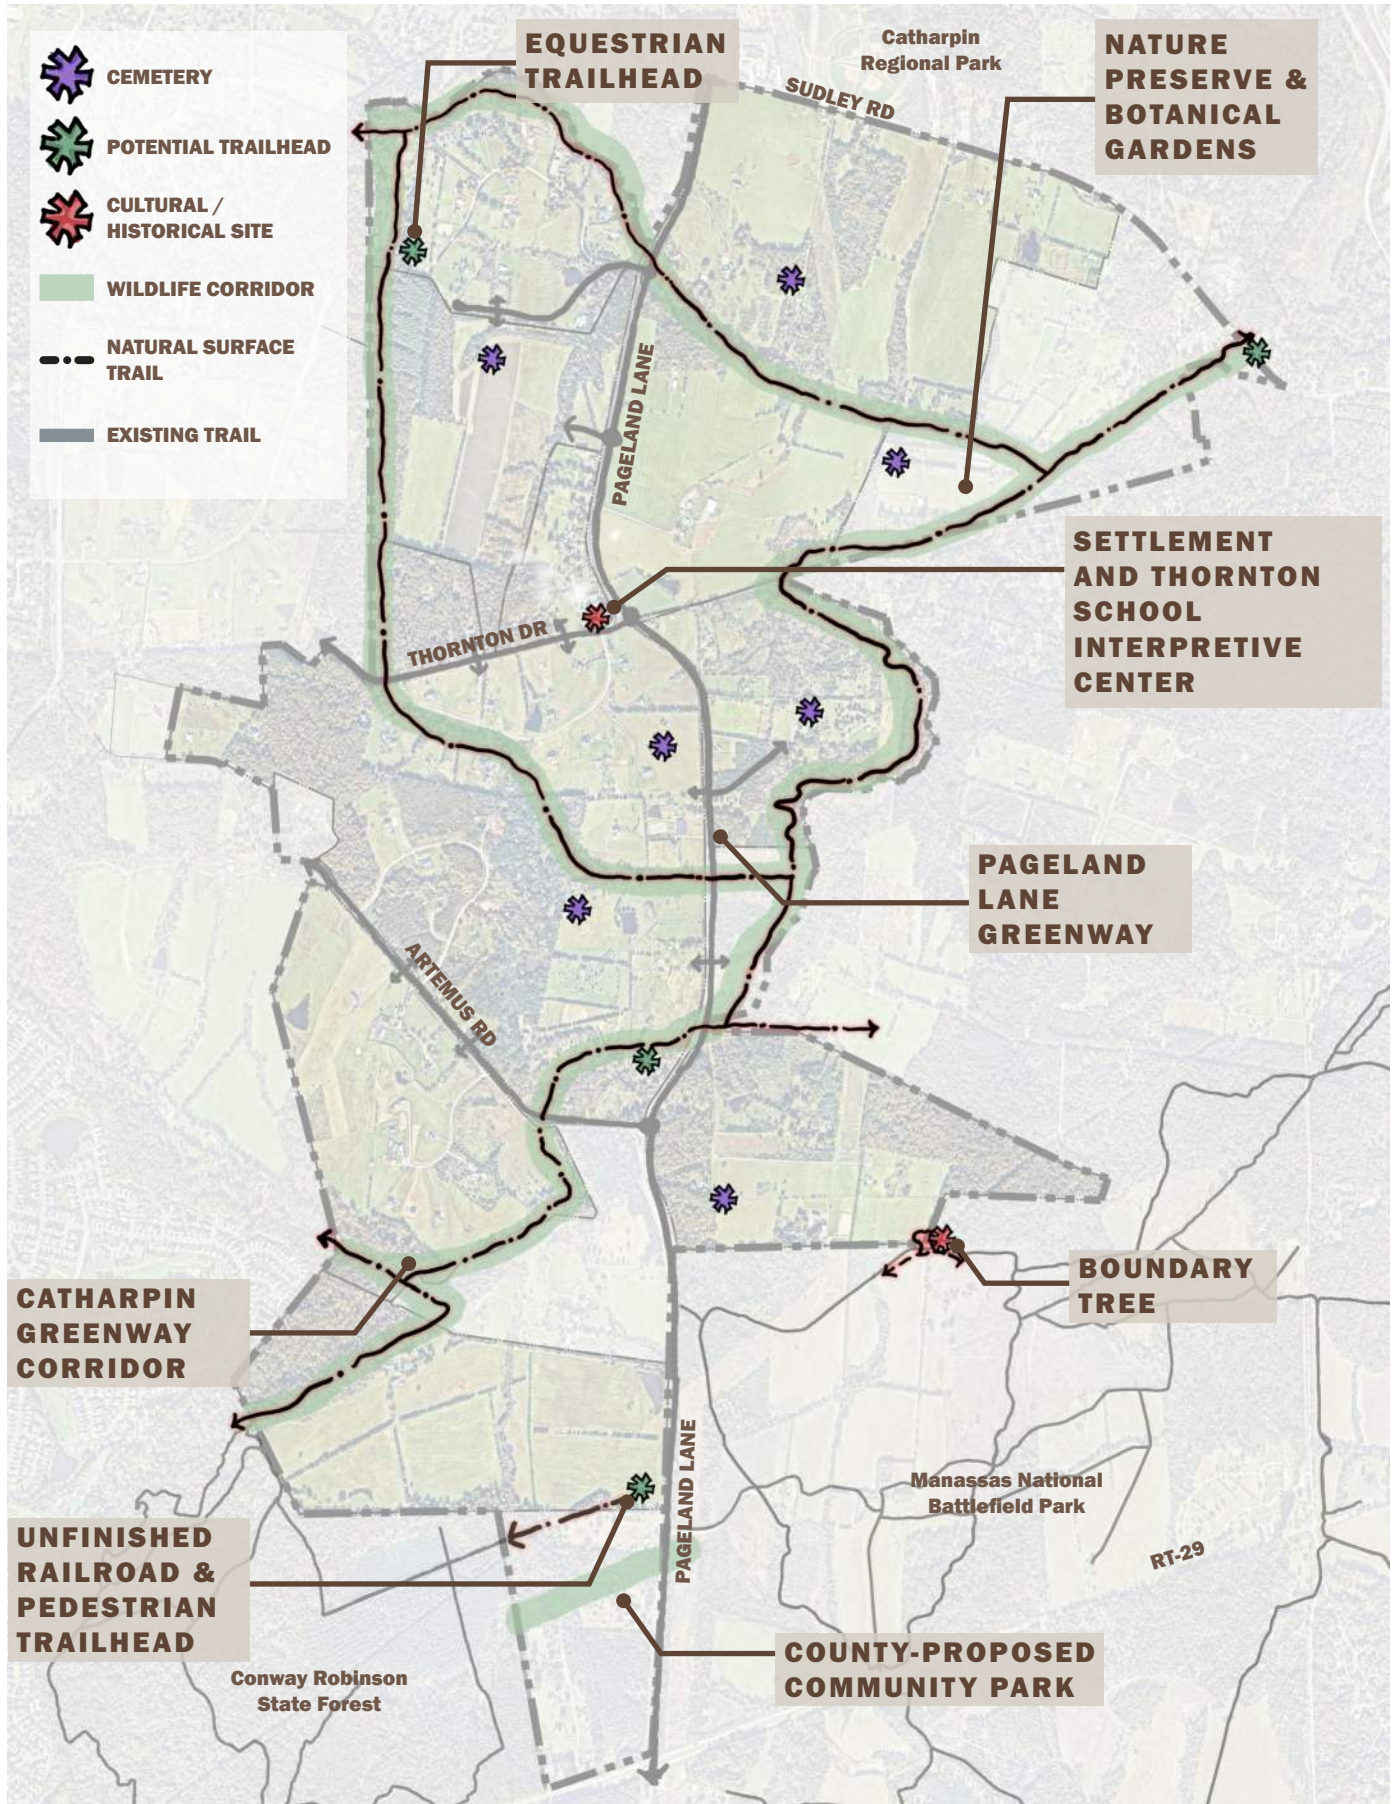 CEMETERY
POTENTIAL TRAILHEAD
CULTURAL /
HISTORICAL SITE
WILDLIFE CORRIDOR
NATURAL SURFACE
TRAIL
EXISTING TRAIL
EQUESTRIAN
TRAILHEAD
Catharpin
Regional Park
SUDLEY RD
NATURE
PRESERVE &
BOTANICAL
GARDENS
PAGELAND LANE
SETTLEMENT
AND THORNTON
SCHOOL
INTERPRETIVE
CENTER
THORNTON DR
PAGELAND
LANE
GREENWAY
ARTEMUS RD
BOUNDARY
TREE
CATHARPIN
GREENWAY
CORRIDOR
PAGELAND LANE
Manassas National
Battlefield Park
RT-29
UNFINISHED
RAILROAD &
PEDESTRIAN
TRAILHEAD
COUNTY-PROPOSED
COMMUNITY PARK
Conway Robinson
State Forest